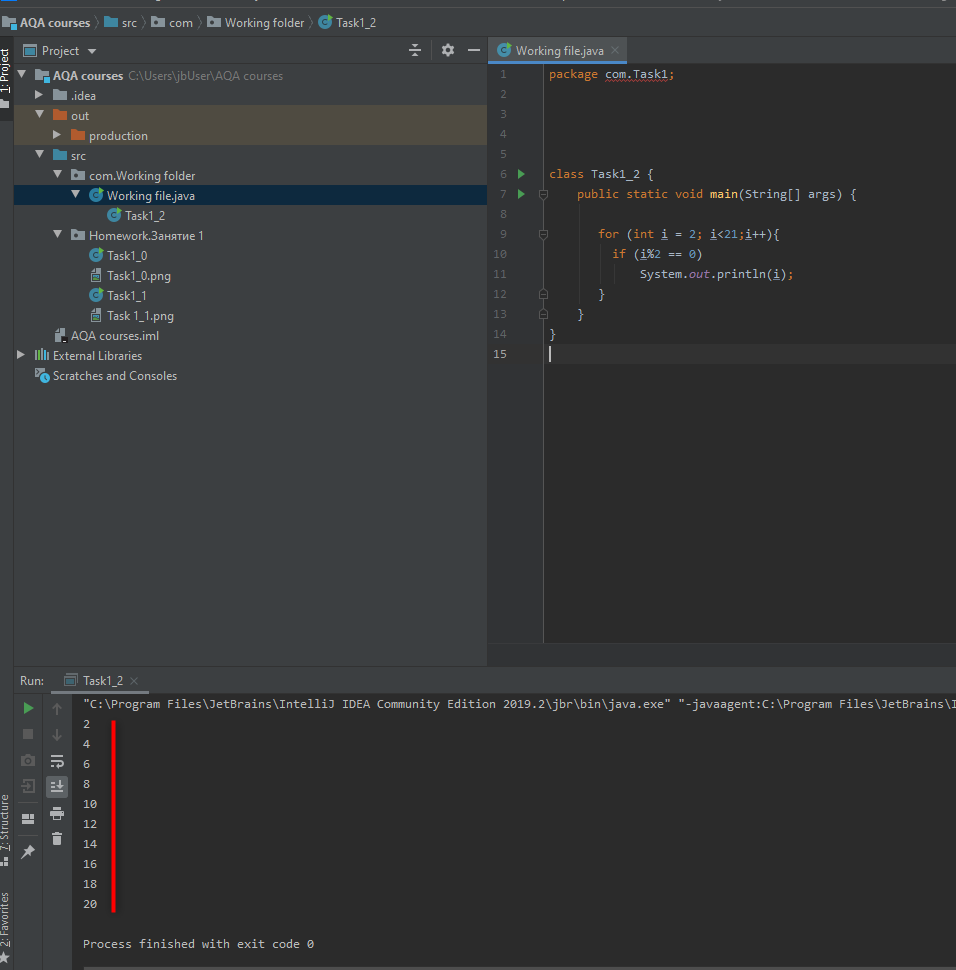 AQA courses src com Working folder Task1_2
Project
Working file.java
1: Project
AQA courses C:\Users\jbUser\AQA courses
.idea
out
production
src
com.Working folder
Working file.java
Task1_2
Homework.Занятие 1
Task1_0
Task1_0.png
Task1_1
Task 1_1.png
AQA courses.iml
External Libraries
Scratches and Consoles
1 package com.Task1;
2
3
4
5
6 class Task1_2 {
7 public static void main(String[] args) {
8
9 for (int i = 2; i<21;i++){
10 if (i%2 == 0)
11 System.out.println(i);
12 }
13 }
14 }
15
Run: Task1_2
"C:\Program Files\JetBrains\IntelliJ IDEA Community Edition 2019.2\jbr\bin\java.exe" "-javaagent:C:\Program Files\JetBrains\I
2
4
6
8
10
12
14
16
18
20
Process finished with exit code 0
7: Structure
2: Favorites